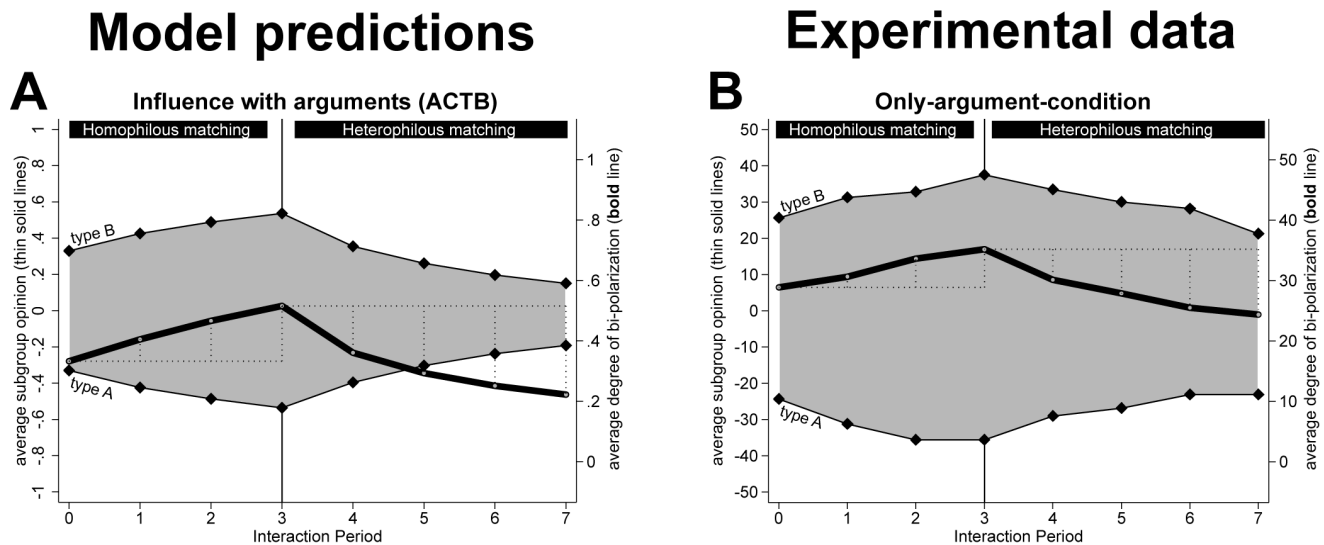 Model predictions
Experimental data
A
Influence with arguments (ACTB)
Homophilous matching
Heterophilous matching
average subgroup opinion (thin solid lines)
1
.8
.6
.4
.2
0
-.2
-.4
-.6
-.8
-1
type B
type A
1
.8
.6
.4
.2
0
average degree of bi-polarization (bold line)
0 1 2 3 4 5 6 7
Interaction Period
B
Only-argument-condition
Homophilous matching
Heterophilous matching
average subgroup opinion (thin solid lines)
50
40
30
20
10
0
-10
-20
-30
-40
-50
type B
type A
50
40
30
20
10
0
average degree of bi-polarization (bold line)
0 1 2 3 4 5 6 7
Interaction Period